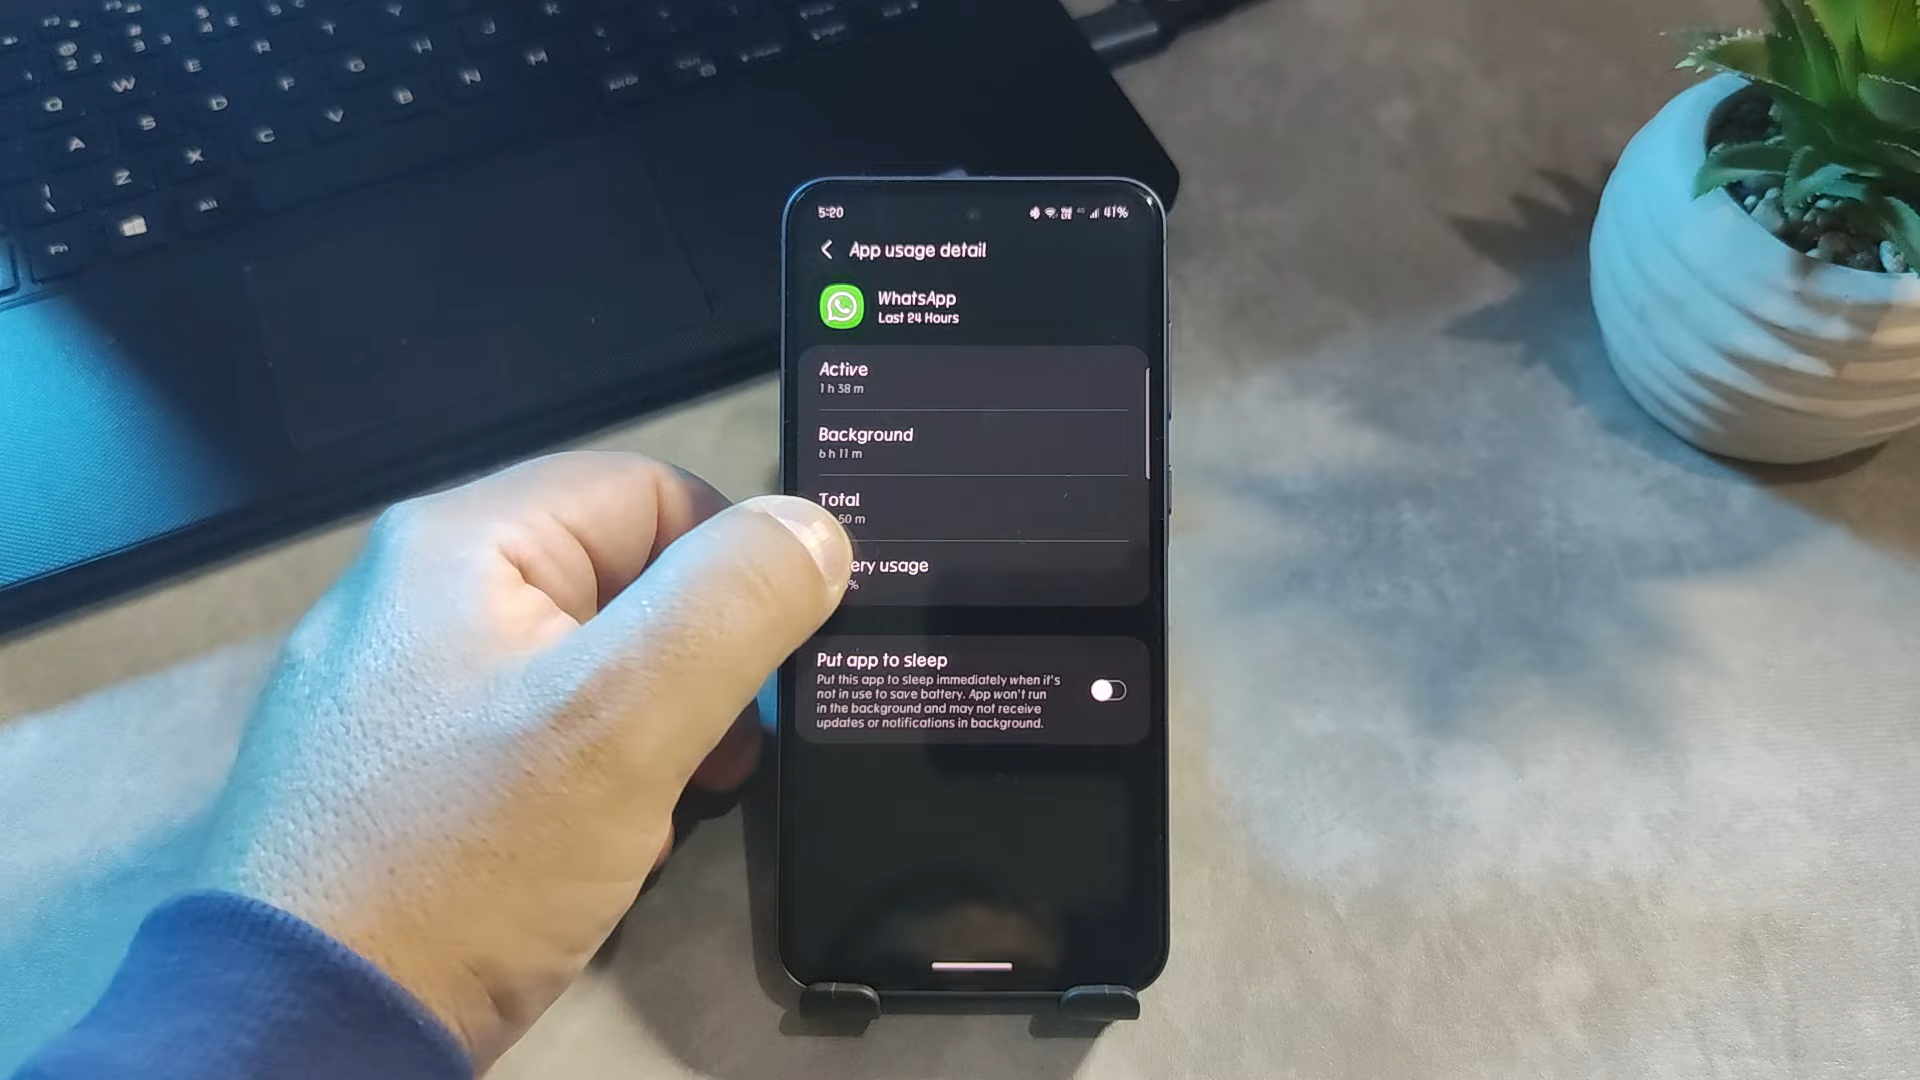 5:20
41%
App usage detail
WhatsApp
Last 24 Hours
Active
1 h 38 m
Background
6 h 11 m
Total
50 m
ery usage
%
Put app to sleep
Put this app to sleep immediately when it's
not in use to save battery. App won't run
in the background and may not receive
updates or notifications in background.
W E R T Y
A S D F G H J
Z X C V B N M
Fn
Alt